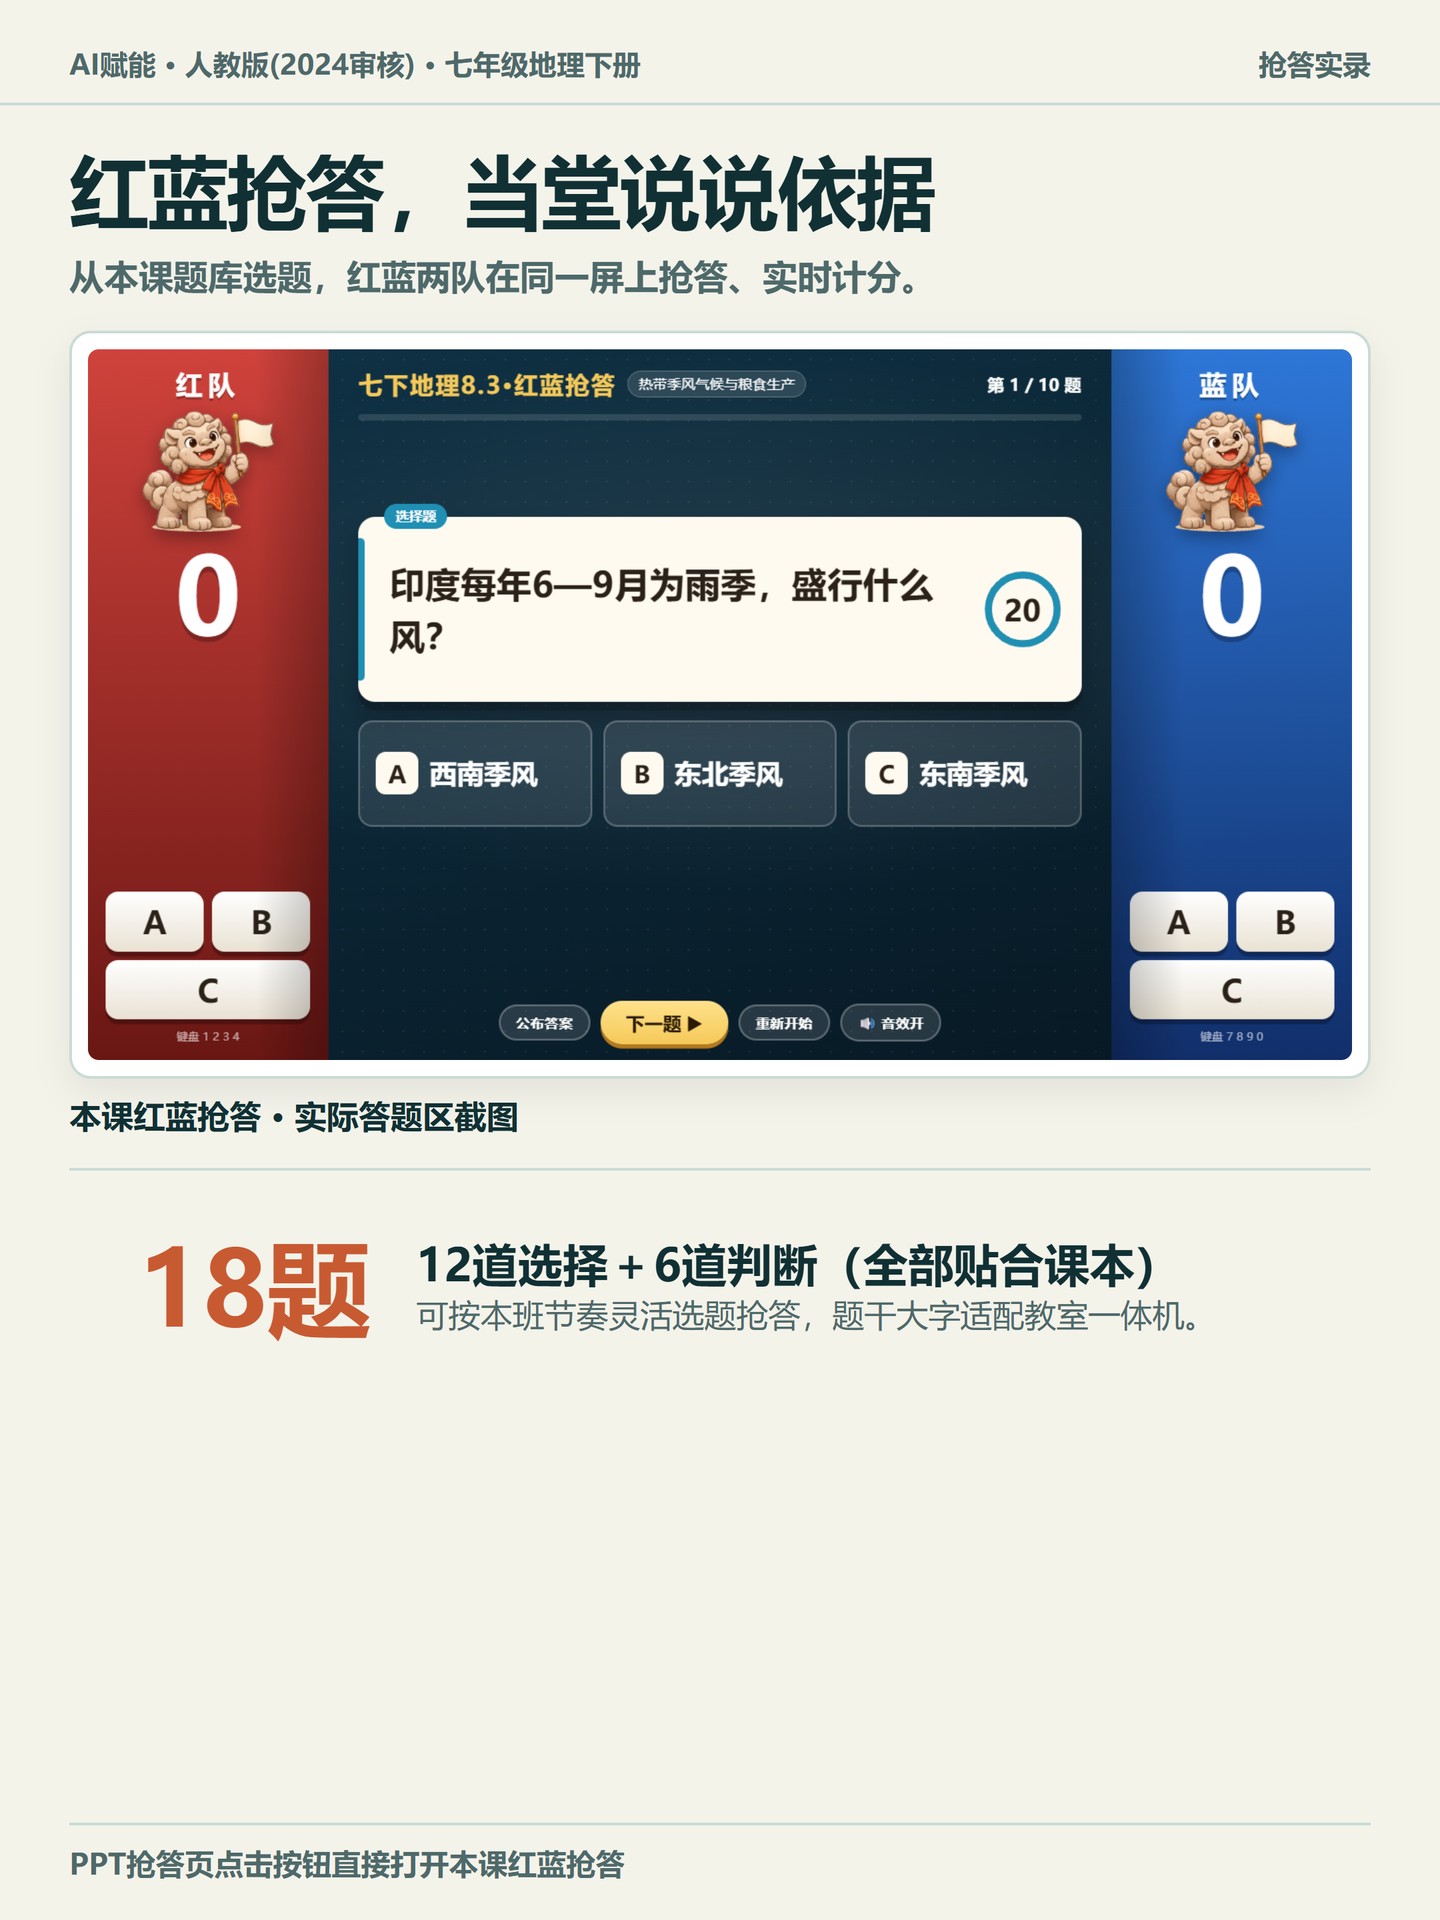 AI赋能 • 人教版(2024审核) • 七年级地理下册
抢答实录
红蓝抢答，当堂说说依据
从本课题库选题，红蓝两队在同一屏上抢答、实时计分。
红队
0
A
B
C
键盘1234
七下地理8.3·红蓝抢答
热带季风气候与粮食生产
第 1 / 10 题
选择题
印度每年6—9月为雨季，盛行什么
风？
20
A 西南季风
B 东北季风
C 东南季风
公布答案
下一题 ▶
重新开始
🔊 音效开
蓝队
0
A
B
C
键盘7890
本课红蓝抢答 • 实际答题区截图
18题
12道选择 + 6道判断（全部贴合课本）
可按本班节奏灵活选题抢答，题干大字适配教室一体机。
PPT抢答页点击按钮直接打开本课红蓝抢答